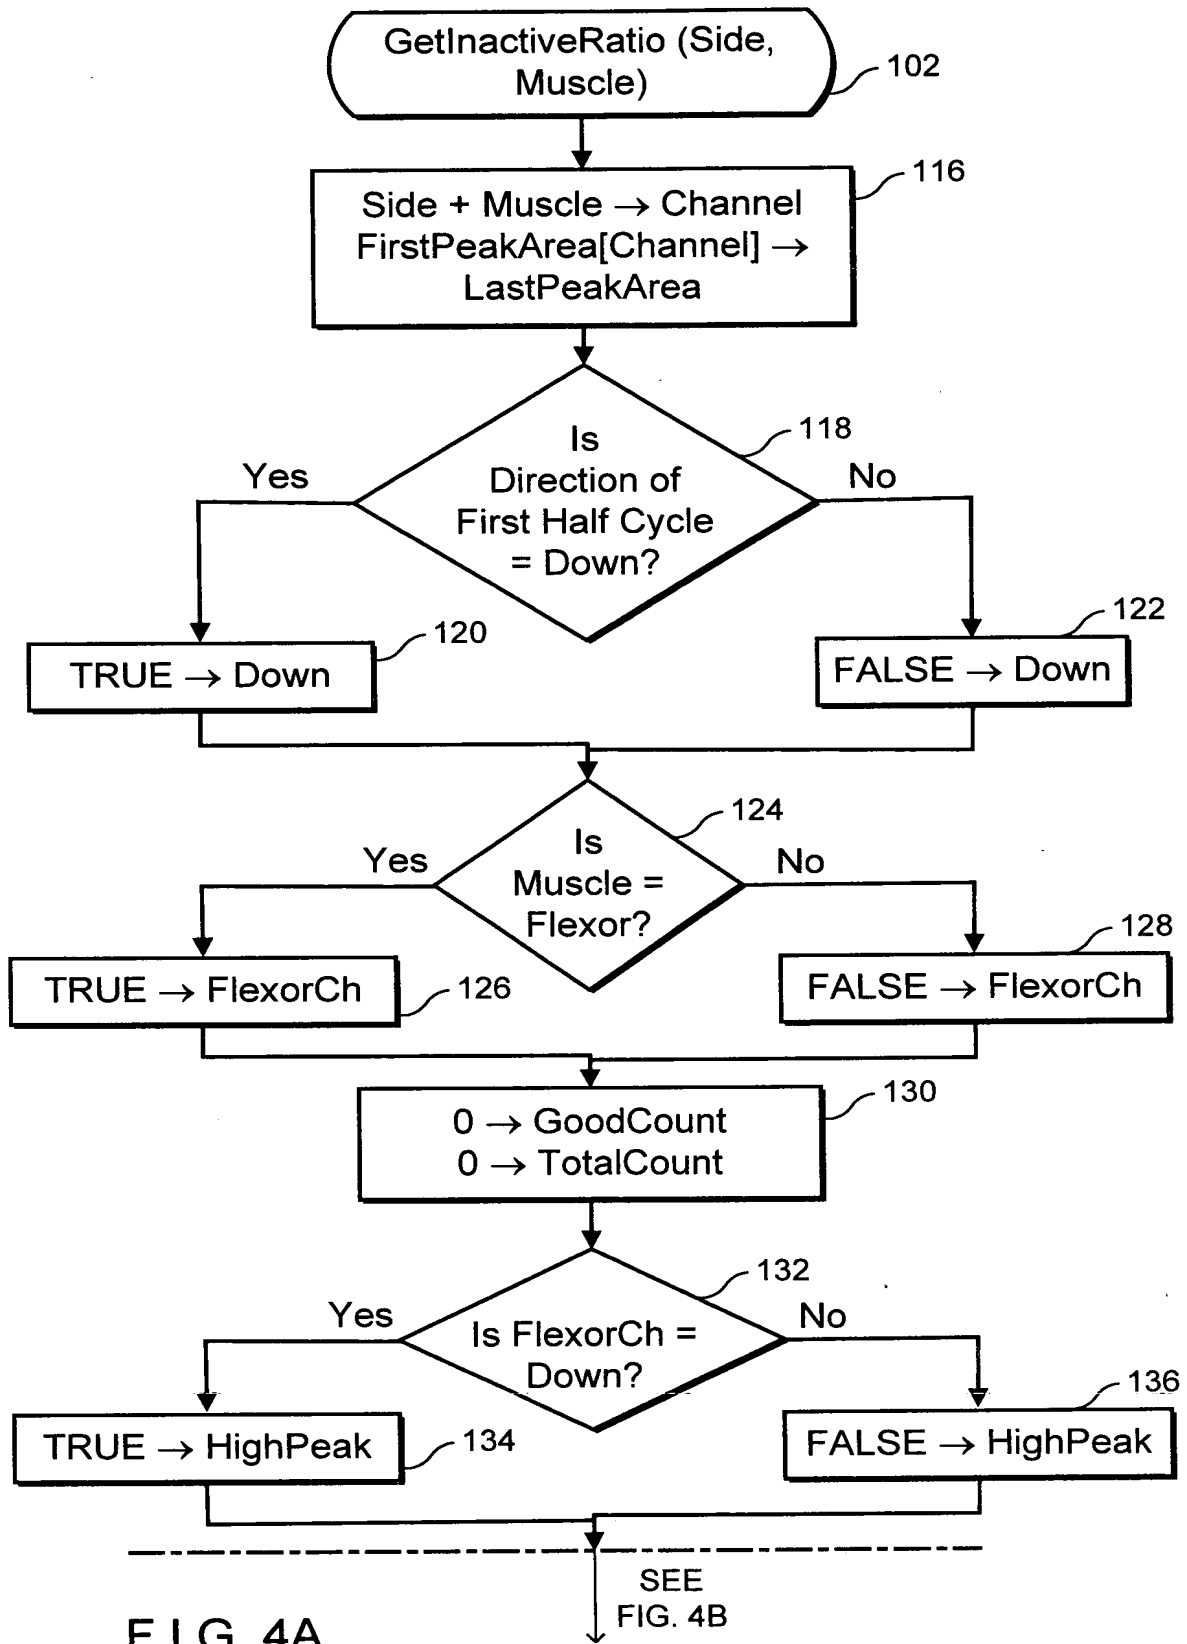 GetInactiveRatio (Side,
Muscle)
102
116
Side + Muscle → Channel
FirstPeakArea[Channel] →
LastPeakArea
118
Is
Direction of
First Half Cycle
= Down?
Yes
No
120
TRUE → Down
122
FALSE → Down
124
Is
Muscle =
Flexor?
Yes
No
TRUE → FlexorCh
126
128
FALSE → FlexorCh
130
0 → GoodCount
0 → TotalCount
132
Is FlexorCh =
Down?
Yes
No
TRUE → HighPeak
134
136
FALSE → HighPeak
SEE
FIG. 4B
FIG. 4A